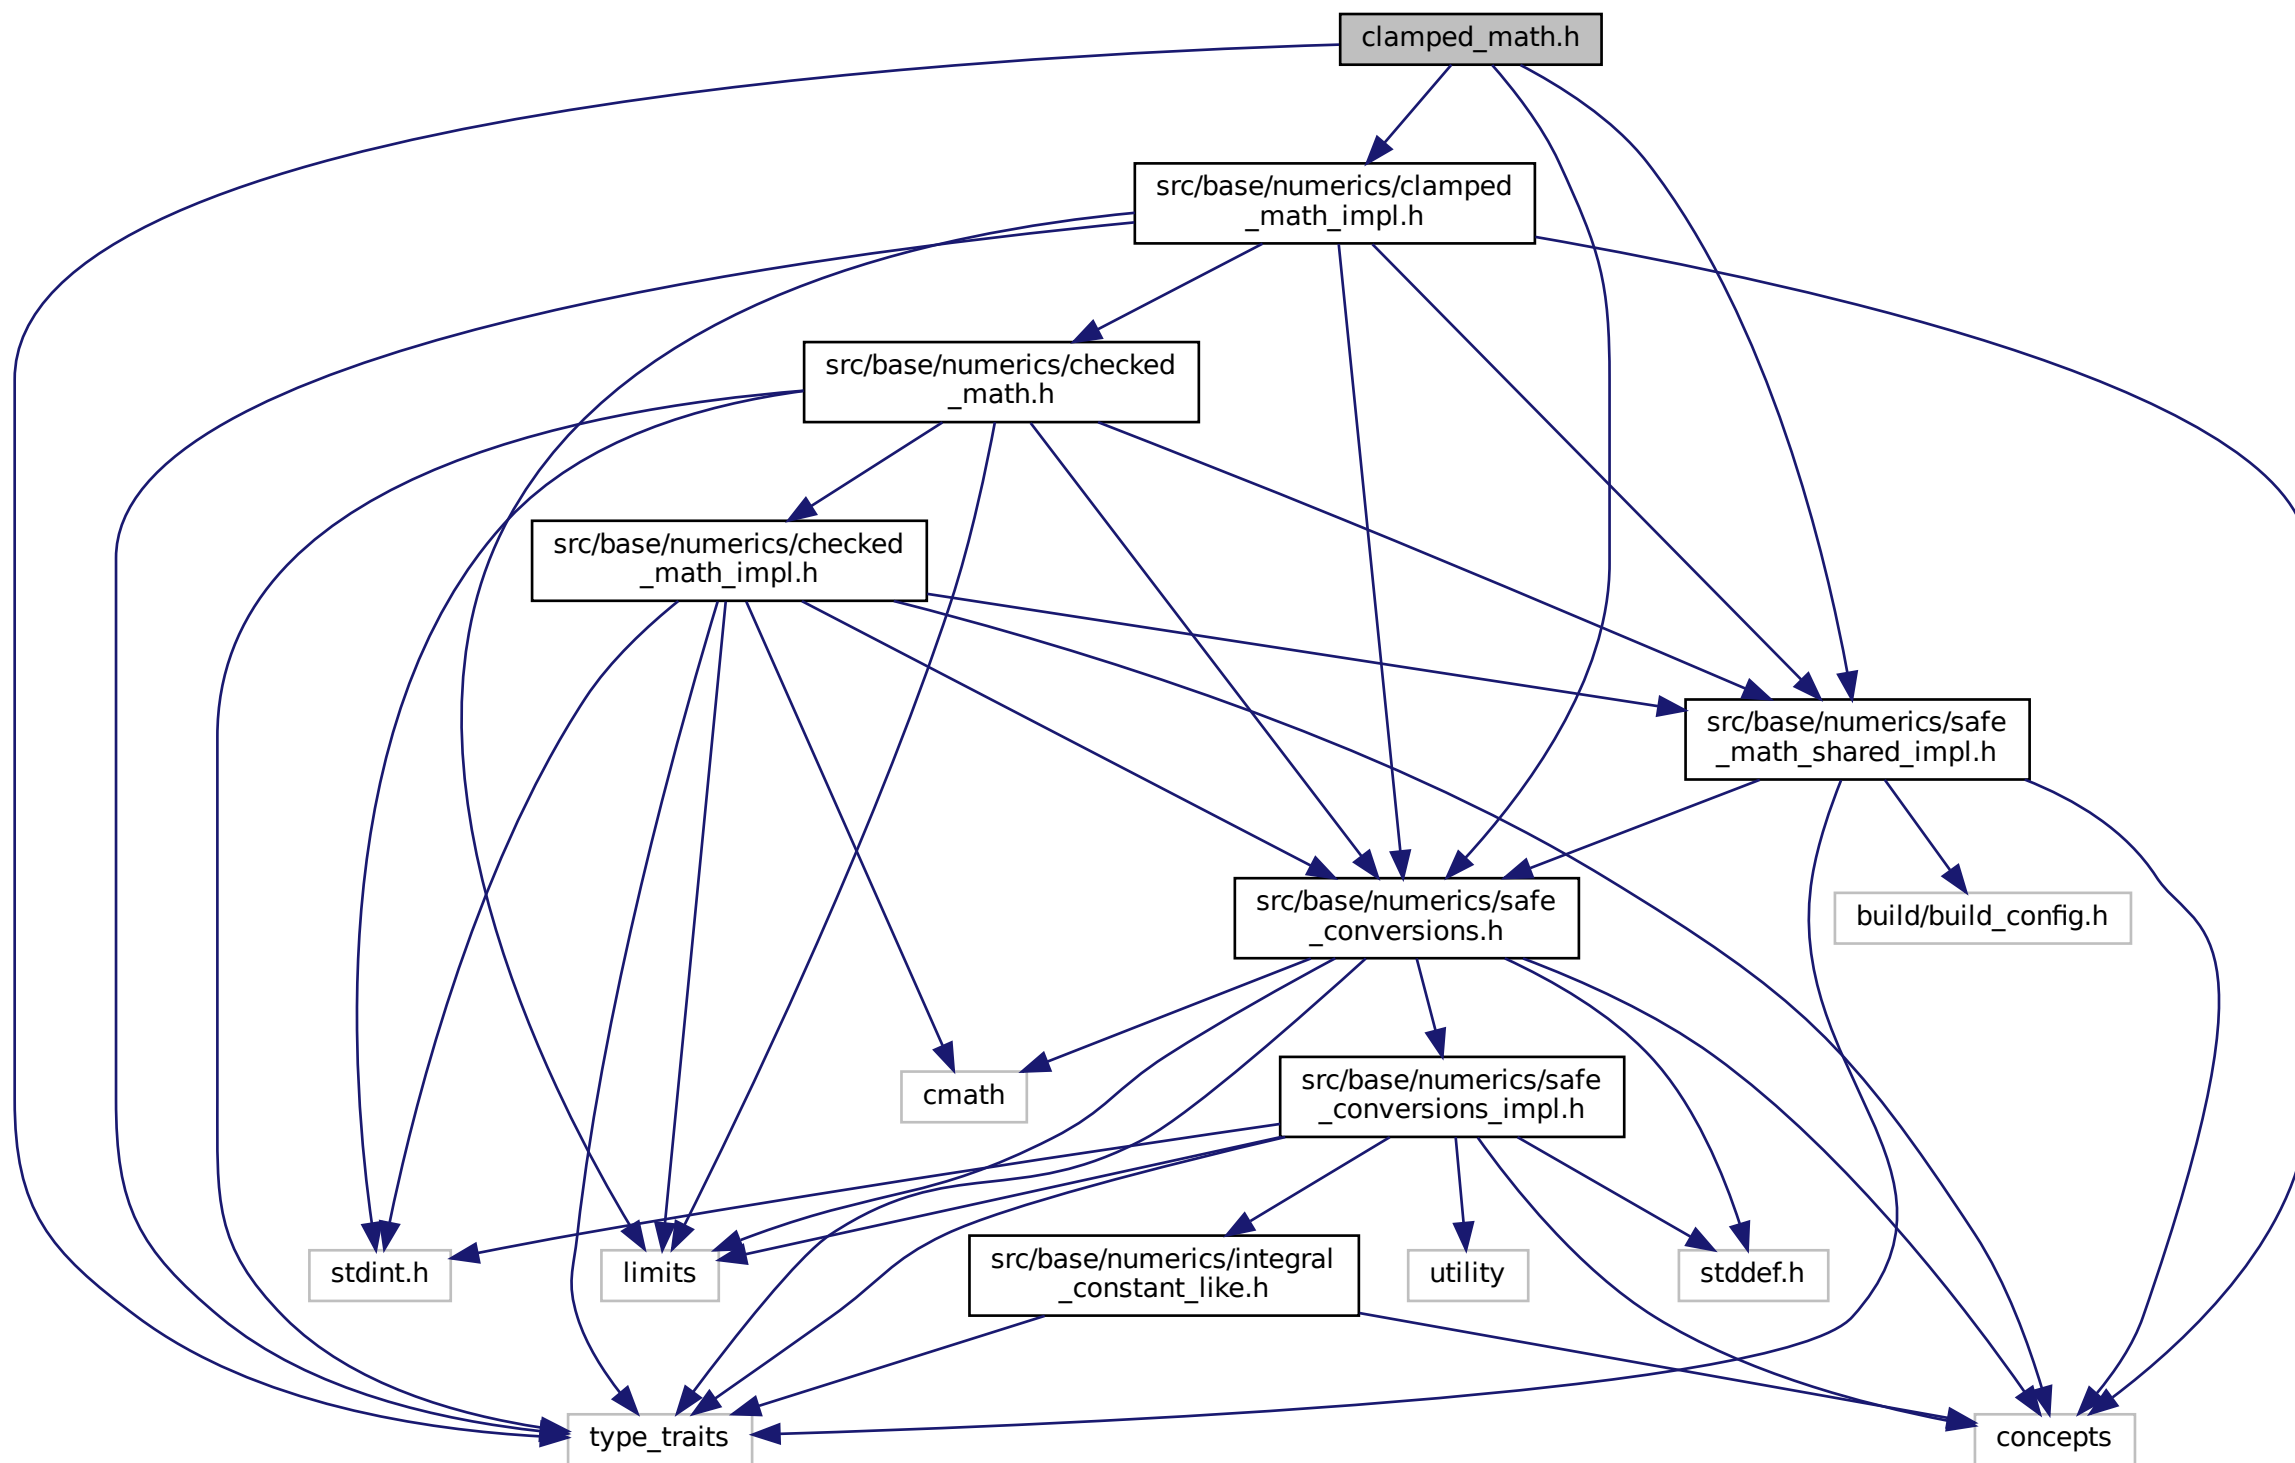 clamped_math.h
src/base/numerics/clamped
_math_impl.h
src/base/numerics/checked
_math.h
src/base/numerics/checked
_math_impl.h
src/base/numerics/safe
_math_shared_impl.h
src/base/numerics/safe
_conversions.h
build/build_config.h
cmath
src/base/numerics/safe
_conversions_impl.h
stdint.h
limits
src/base/numerics/integral
_constant_like.h
utility
stddef.h
type_traits
concepts